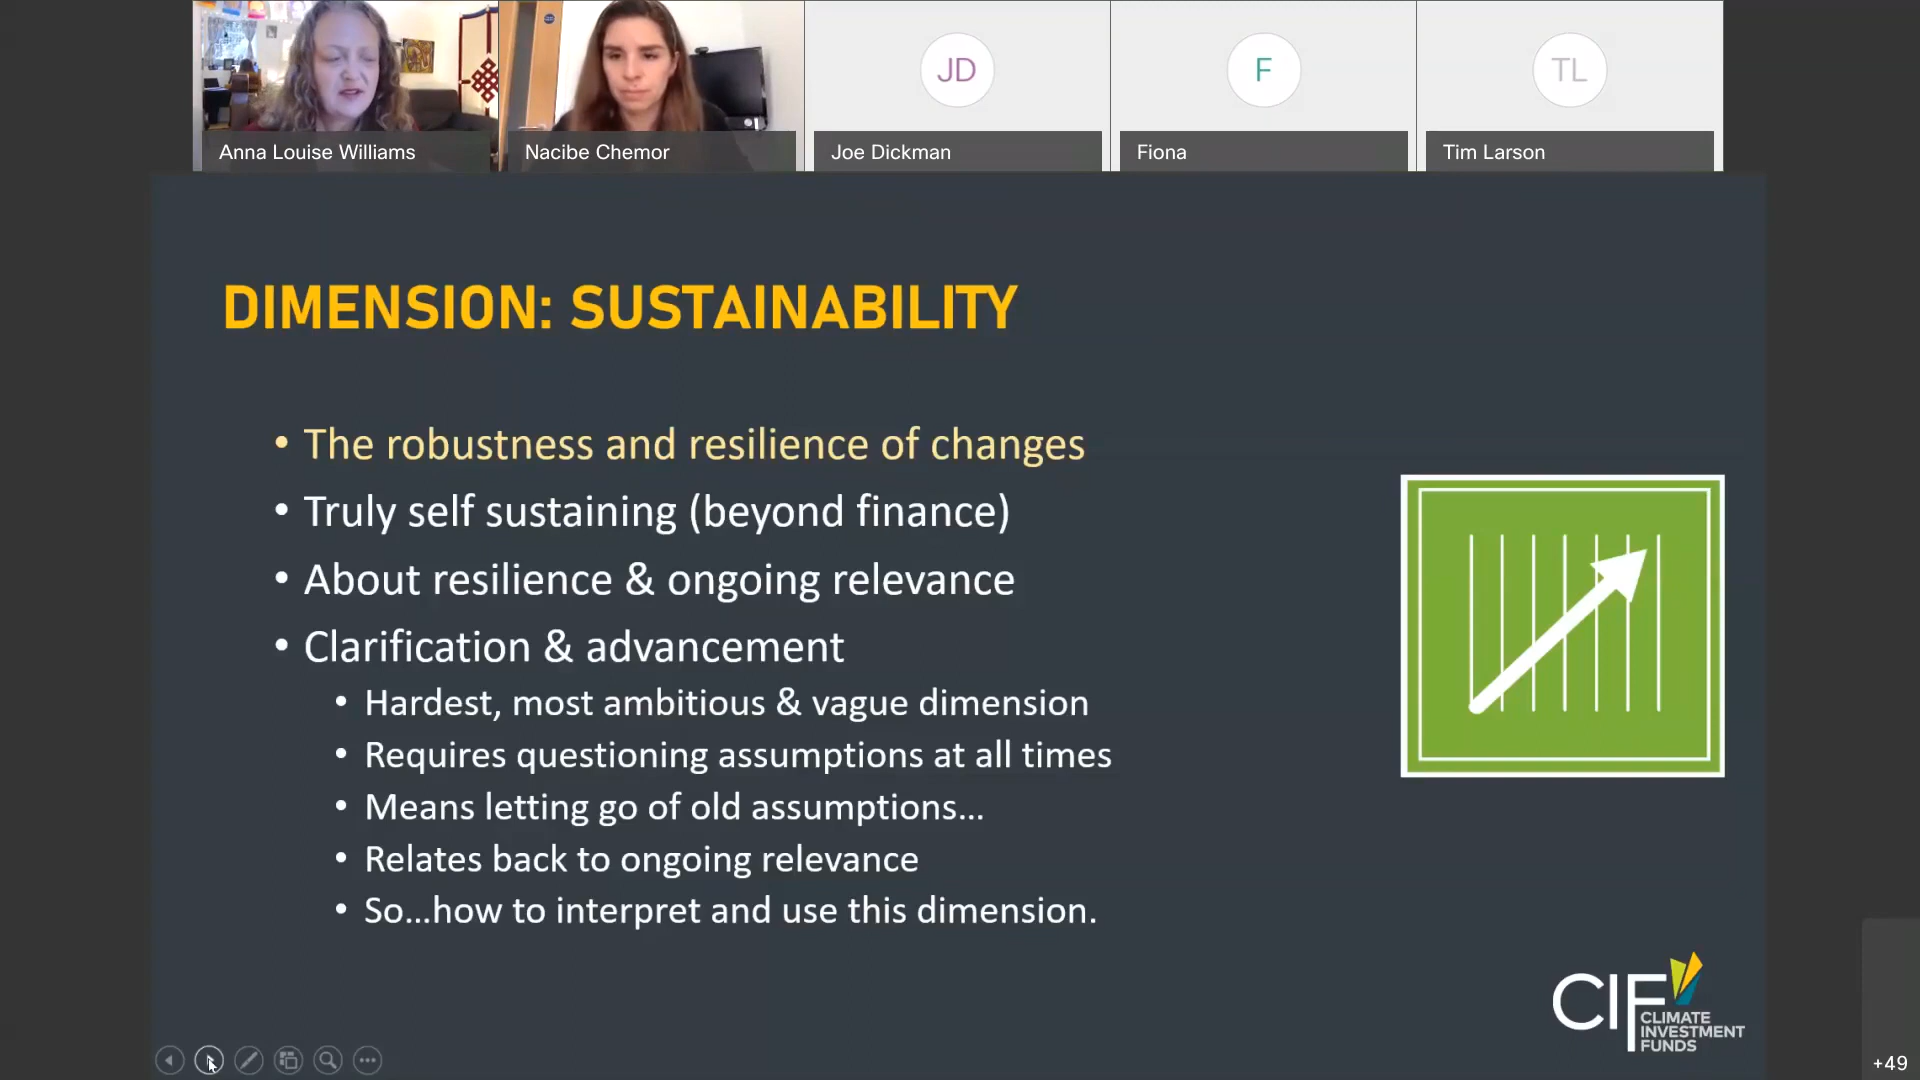 JD
F
TL
Anna Louise Williams
Nacibe Chemor
Joe Dickman
Fiona
Tim Larson
DIMENSION: SUSTAINABILITY
• The robustness and resilience of changes
• Truly self sustaining (beyond finance)
• About resilience & ongoing relevance
• Clarification & advancement
• Hardest, most ambitious & vague dimension
• Requires questioning assumptions at all times
• Means letting go of old assumptions...
• Relates back to ongoing relevance
• So...how to interpret and use this dimension.
CIF
CLIMATE
INVESTMENT
FUNDS
+49